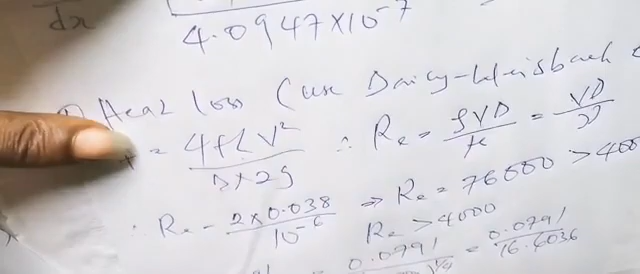 dx
4.0947×10⁻⁷
Head loss (use Darcy-Weisbach
= 4fLV² / D×2g ∴ Re = ρVD / μ = VD / ν
∴ Re = 2×0.038 / 10⁻⁶ ⇒ Re = 76000 > 400
Re > 4000
0.0791 = 0.0791 / 16.6036